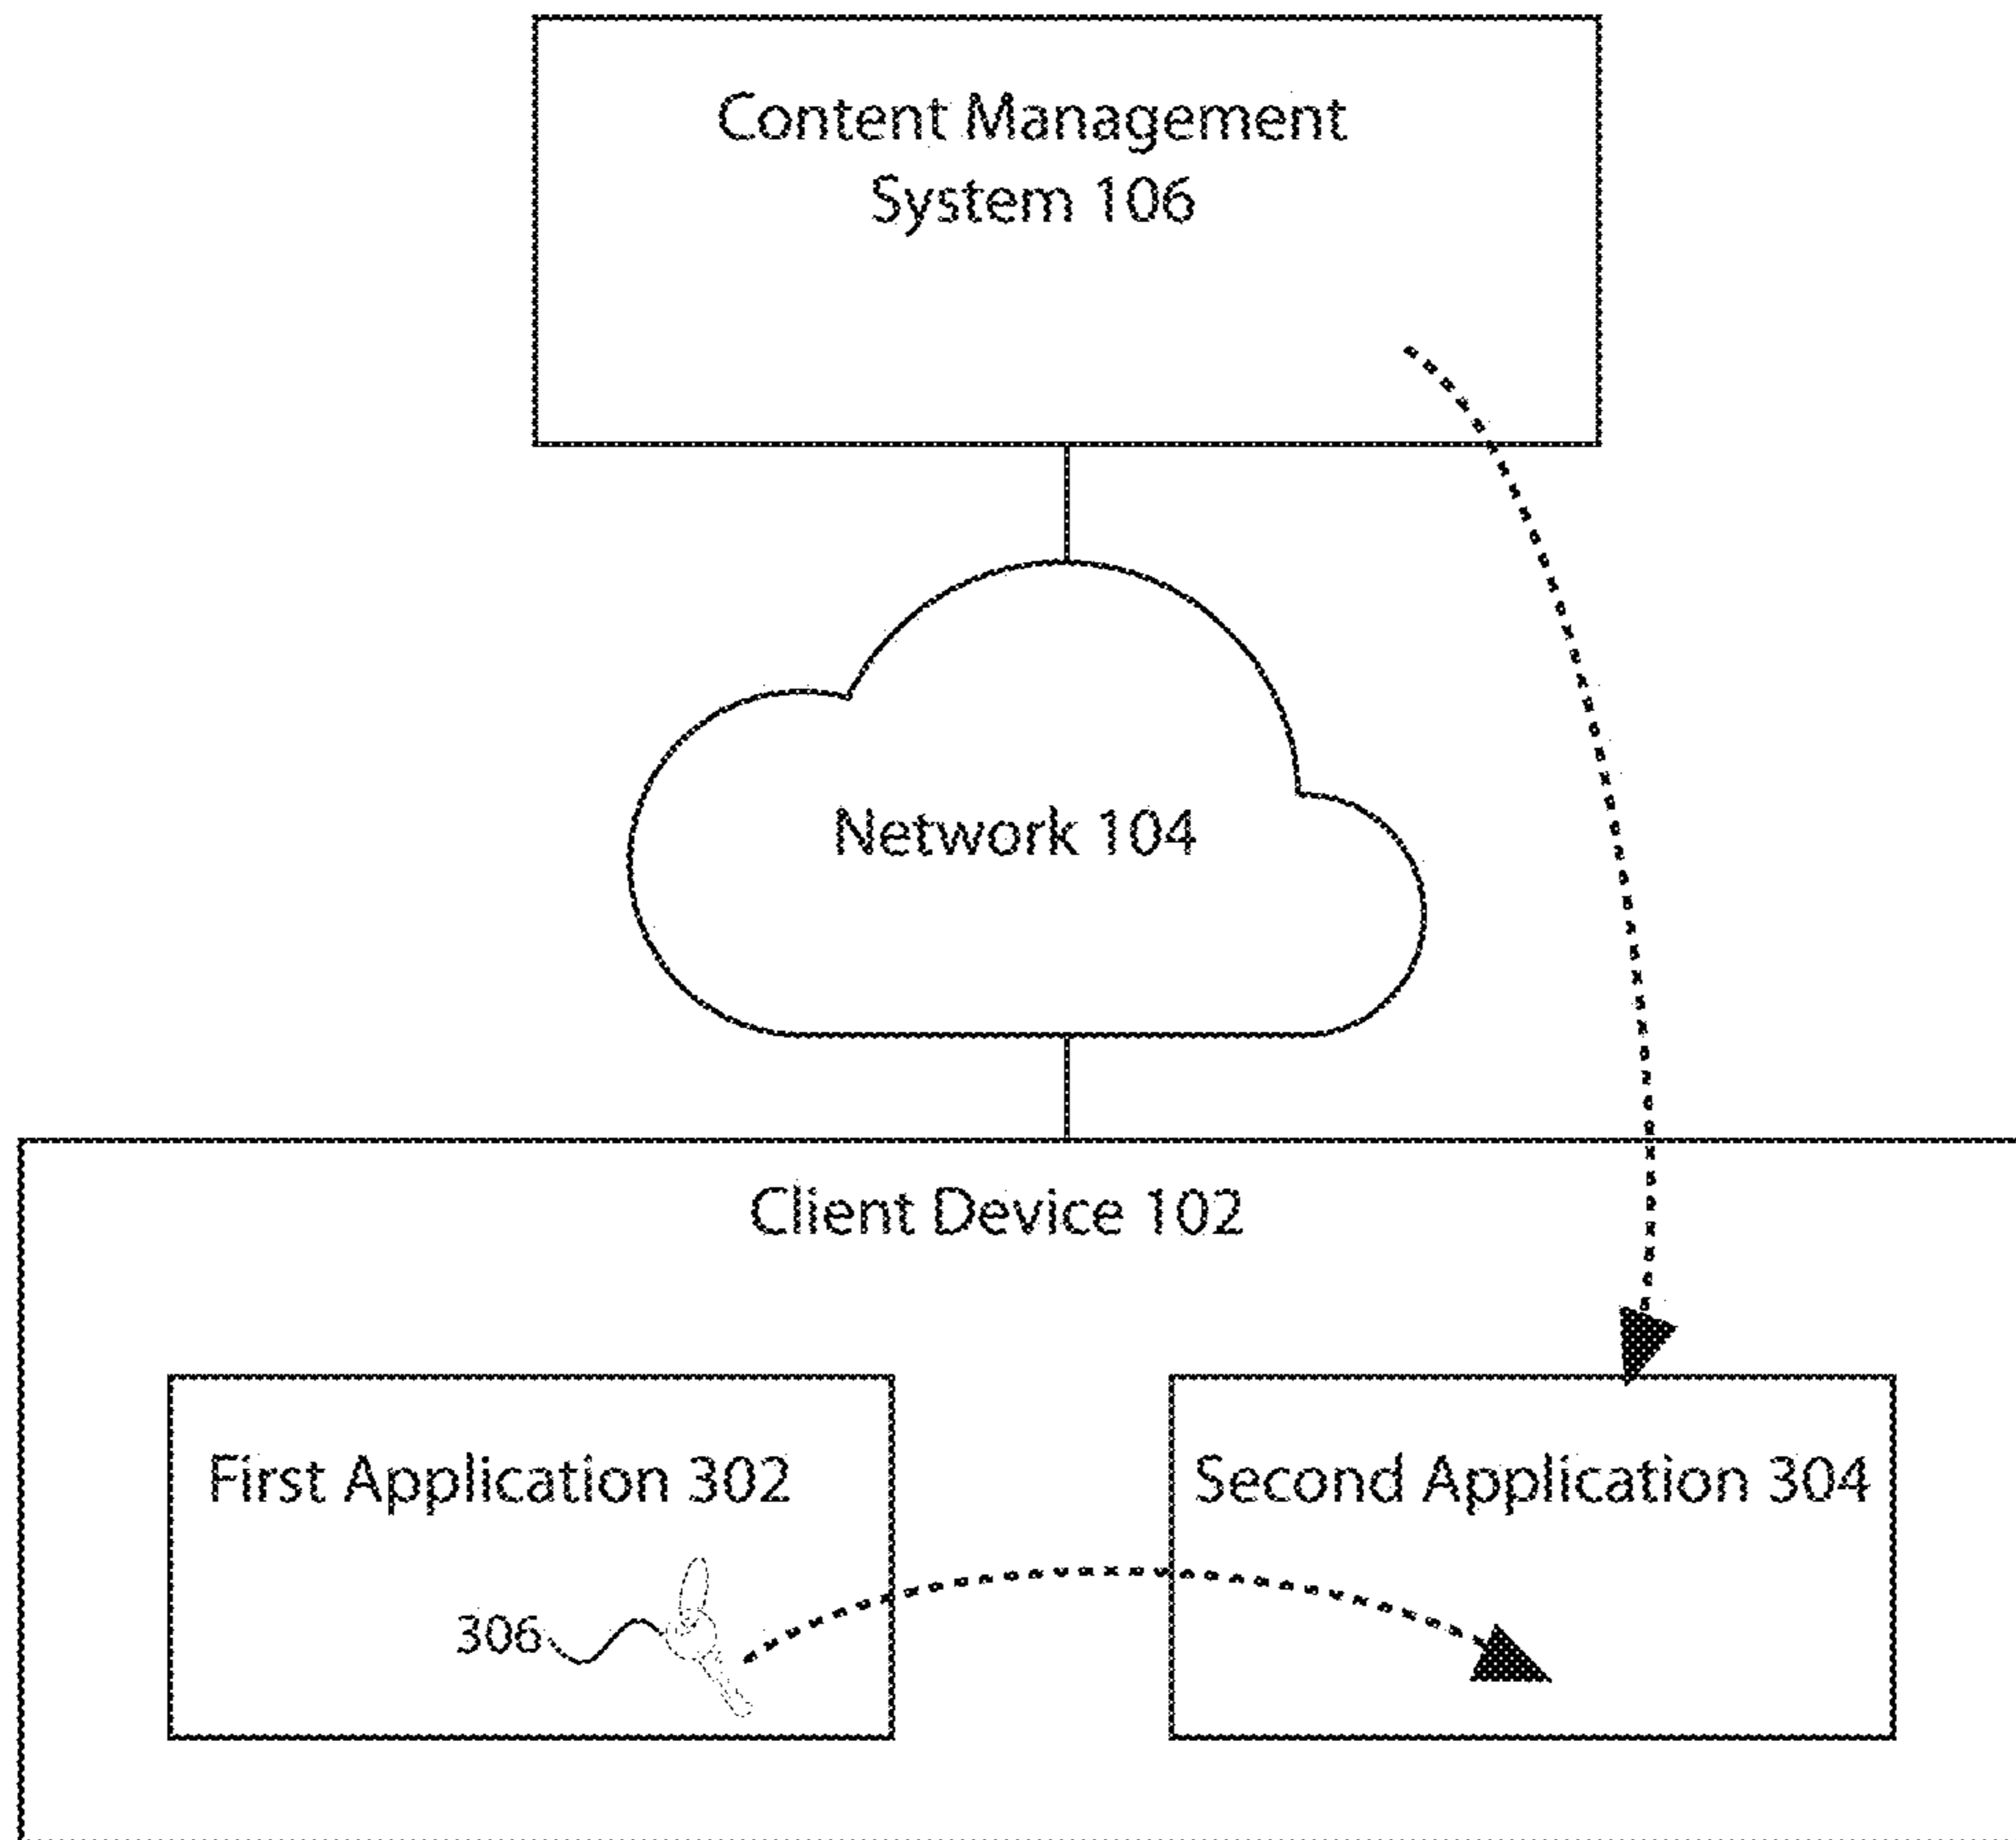 Content Management
System 106
Network 104
Client Device 102
First Application 302
Second Application 304
306